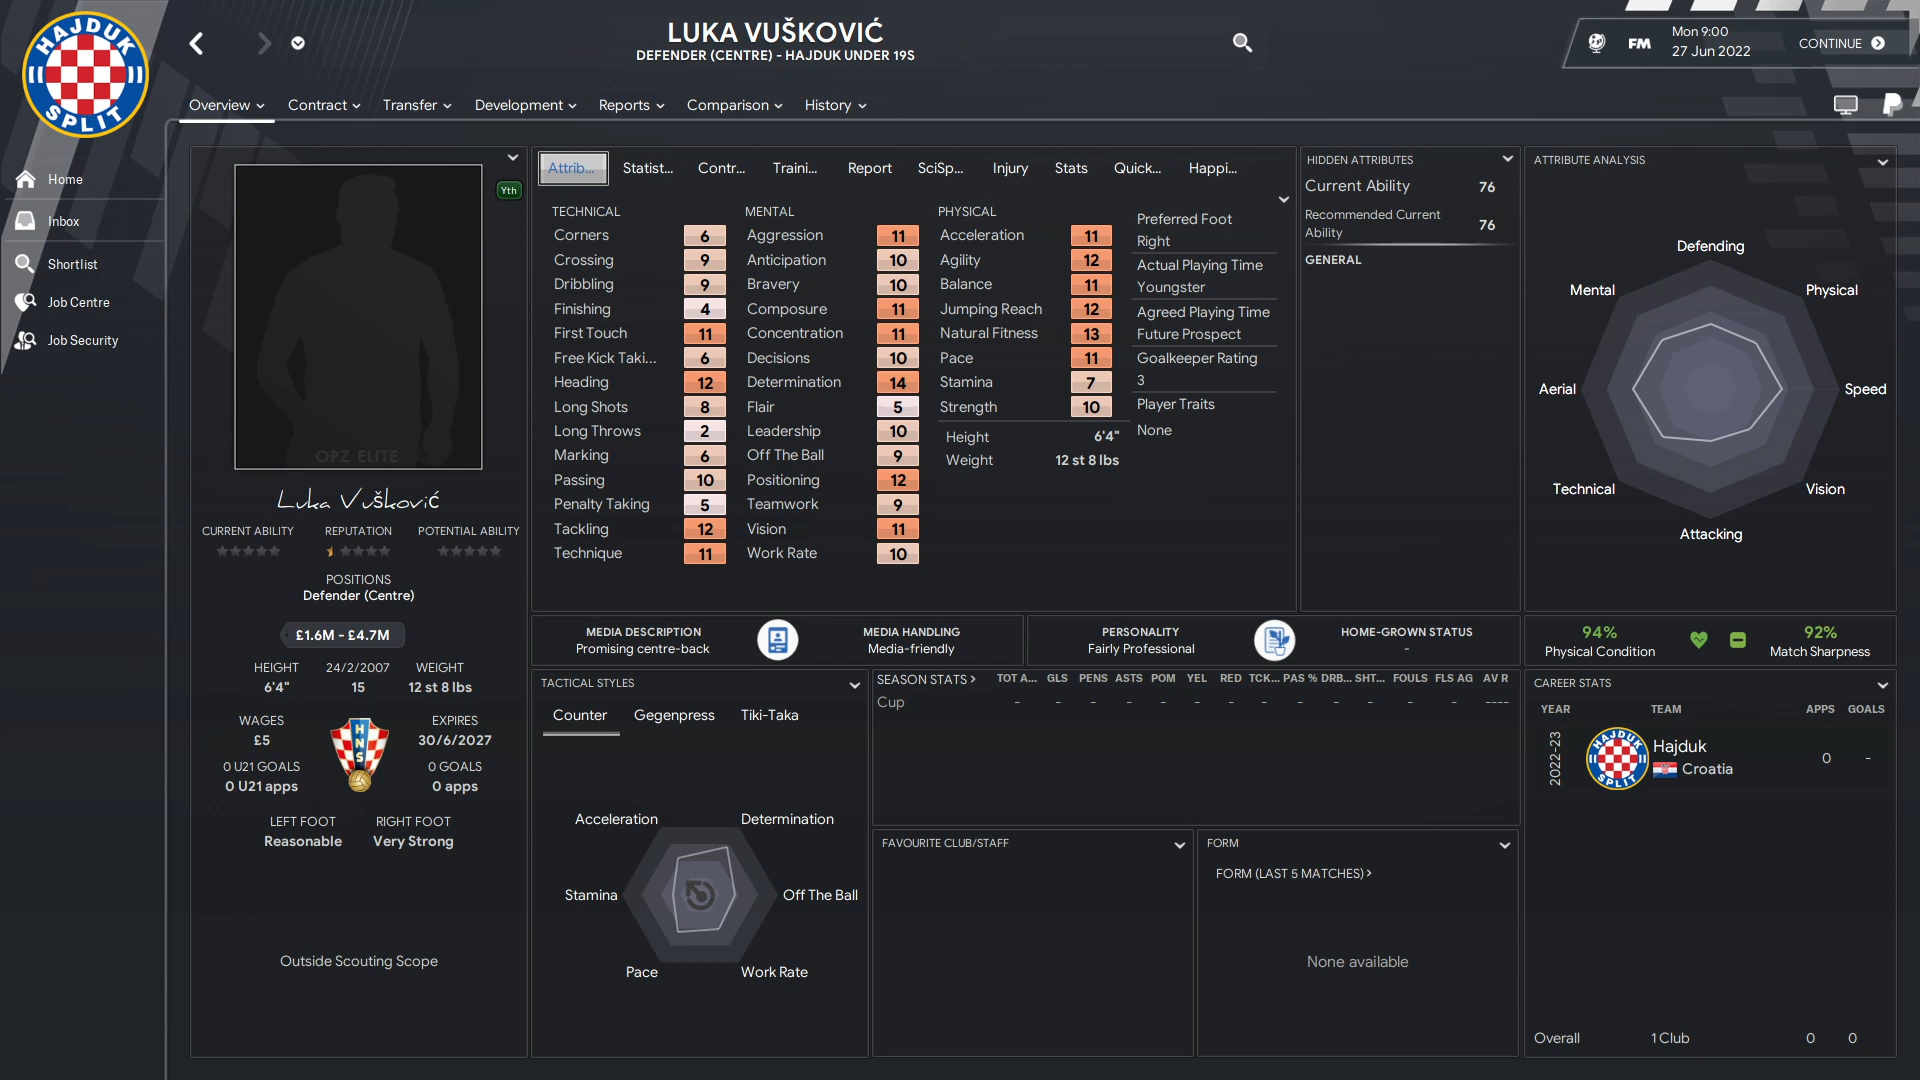 HAJDUK
SPLIT
LUKA VUŠKOVIĆ
DEFENDER (CENTRE) - HAJDUK UNDER 19S
FM
Mon 9:00
27 Jun 2022
CONTINUE
Overview
Contract
Transfer
Development
Reports
Comparison
History
Home
Inbox
Shortlist
Job Centre
Job Security
Yth
OPZ ELITE
Luka Vušković
CURRENT ABILITY
REPUTATION
POTENTIAL ABILITY
POSITIONS
Defender (Centre)
£1.6M - £4.7M
HEIGHT
24/2/2007
WEIGHT
6'4"
15
12 st 8 lbs
WAGES
EXPIRES
£5
30/6/2027
HNS
0 U21 GOALS
0 GOALS
0 U21 apps
0 apps
LEFT FOOT
RIGHT FOOT
Reasonable
Very Strong
Outside Scouting Scope
Attrib...
Statist...
Contr...
Traini...
Report
SciSp...
Injury
Stats
Quick...
Happi...
TECHNICAL
Corners 6
Crossing 9
Dribbling 9
Finishing 4
First Touch 11
Free Kick Taki... 6
Heading 12
Long Shots 8
Long Throws 2
Marking 6
Passing 10
Penalty Taking 5
Tackling 12
Technique 11
MENTAL
Aggression 11
Anticipation 10
Bravery 10
Composure 11
Concentration 11
Decisions 10
Determination 14
Flair 5
Leadership 10
Off The Ball 9
Positioning 12
Teamwork 9
Vision 11
Work Rate 10
PHYSICAL
Acceleration 11
Agility 12
Balance 11
Jumping Reach 12
Natural Fitness 13
Pace 11
Stamina 7
Strength 10
Height 6'4"
Weight 12 st 8 lbs
Preferred Foot
Right
Actual Playing Time
Youngster
Agreed Playing Time
Future Prospect
Goalkeeper Rating
3
Player Traits
None
HIDDEN ATTRIBUTES
Current Ability 76
Recommended Current Ability 76
GENERAL
ATTRIBUTE ANALYSIS
Defending
Mental
Physical
Aerial
Speed
Technical
Vision
Attacking
MEDIA DESCRIPTION
Promising centre-back
MEDIA HANDLING
Media-friendly
PERSONALITY
Fairly Professional
HOME-GROWN STATUS
-
94%
Physical Condition
92%
Match Sharpness
TACTICAL STYLES
Counter
Gegenpress
Tiki-Taka
Acceleration
Determination
Stamina
Off The Ball
Pace
Work Rate
SEASON STATS TOT A... GLS PENS ASTS POM YEL RED TCK... PAS % DRB... SHT... FOULS FLS AG AV R
Cup - - - - - - - - - - - - - ----
FAVOURITE CLUB/STAFF
FORM
FORM (LAST 5 MATCHES)
None available
CAREER STATS
YEAR TEAM APPS GOALS
2022-23
HAJDUK
SPLIT
Hajduk
Croatia
0 -
Overall 1 Club 0 0